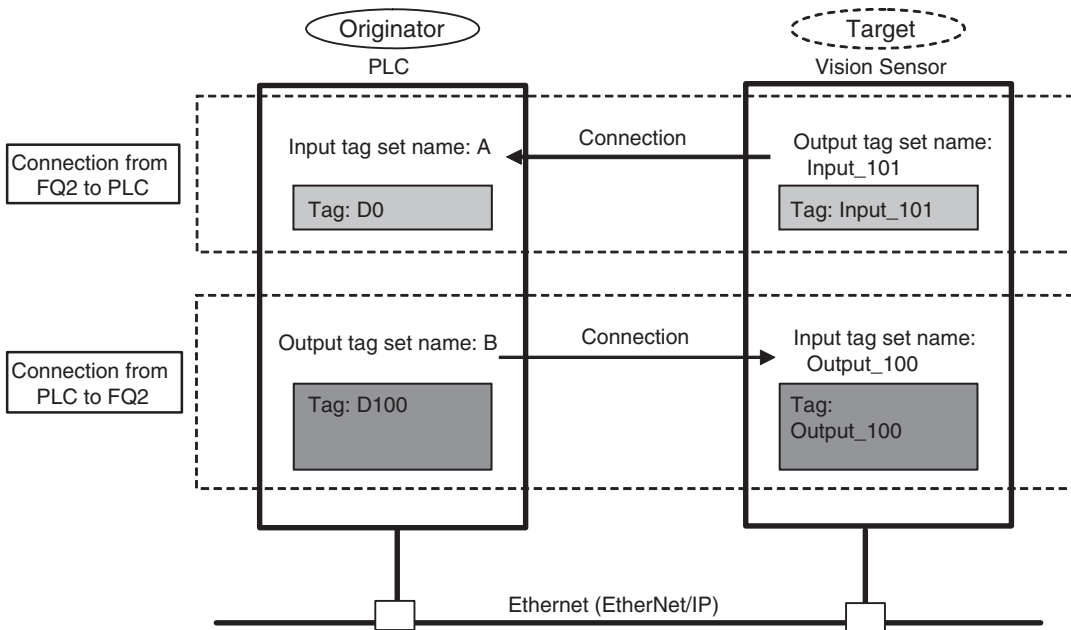 Originator
Target
PLC
Vision Sensor
Connection from
FQ2 to PLC
Input tag set name: A
Connection
Output tag set name:
Input_101
Tag: D0
Tag: Input_101
Connection from
PLC to FQ2
Output tag set name: B
Connection
Input tag set name:
Output_100
Tag: D100
Tag:
Output_100
Ethernet (EtherNet/IP)